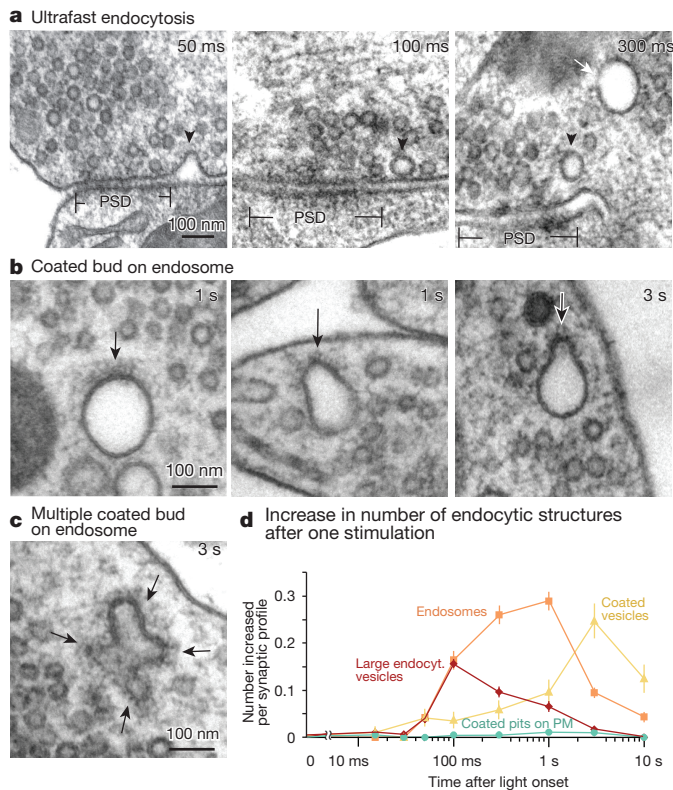 a Ultrafast endocytosis
50 ms
100 ms
300 ms
PSD
100 nm
PSD
PSD
b Coated bud on endosome
1 s
1 s
3 s
100 nm
c Multiple coated bud
on endosome
3 s
100 nm
d Increase in number of endocytic structures
after one stimulation
Number increased
per synaptic profile
0.3
0.2
0.1
0
Endosomes
Coated
vesicles
Large endocyt.
vesicles
Coated pits on PM
0 10 ms 100 ms 1 s 10 s
Time after light onset